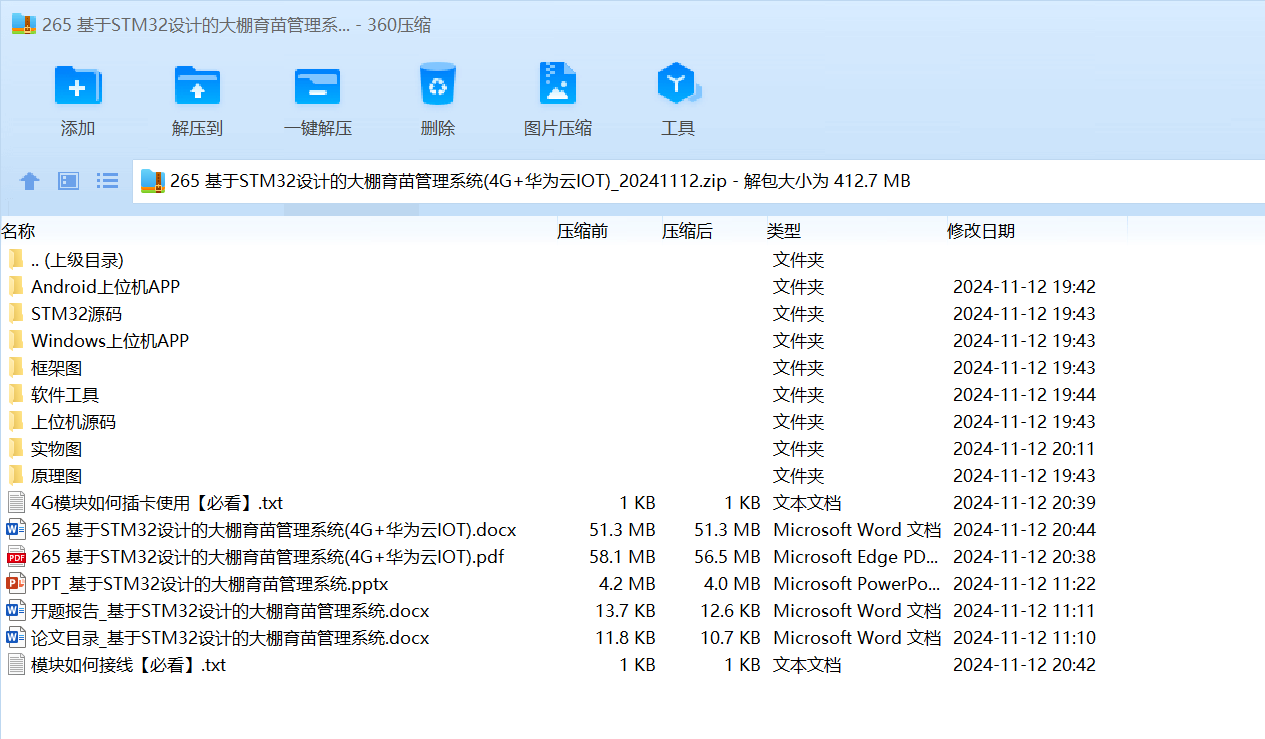 265 基于STM32设计的大棚育苗管理系... - 360压缩
添加 解压到 一键解压 删除 图片压缩 工具
265 基于STM32设计的大棚育苗管理系统(4G+华为云IOT)_20241112.zip - 解包大小为 412.7 MB
名称 压缩前 压缩后 类型 修改日期
.. (上级目录) 文件夹
Android上位机APP 文件夹 2024-11-12 19:42
STM32源码 文件夹 2024-11-12 19:43
Windows上位机APP 文件夹 2024-11-12 19:43
框架图 文件夹 2024-11-12 19:43
软件工具 文件夹 2024-11-12 19:44
上位机源码 文件夹 2024-11-12 19:43
实物图 文件夹 2024-11-12 20:11
原理图 文件夹 2024-11-12 19:43
4G模块如何插卡使用【必看】.txt 1 KB 1 KB 文本文档 2024-11-12 20:39
265 基于STM32设计的大棚育苗管理系统(4G+华为云IOT).docx 51.3 MB 51.3 MB Microsoft Word 文档 2024-11-12 20:44
265 基于STM32设计的大棚育苗管理系统(4G+华为云IOT).pdf 58.1 MB 56.5 MB Microsoft Edge PD... 2024-11-12 20:38
PPT_基于STM32设计的大棚育苗管理系统.pptx 4.2 MB 4.0 MB Microsoft PowerPo... 2024-11-12 11:22
开题报告_基于STM32设计的大棚育苗管理系统.docx 13.7 KB 12.6 KB Microsoft Word 文档 2024-11-12 11:11
论文目录_基于STM32设计的大棚育苗管理系统.docx 11.8 KB 10.7 KB Microsoft Word 文档 2024-11-12 11:10
模块如何接线【必看】.txt 1 KB 1 KB 文本文档 2024-11-12 20:42